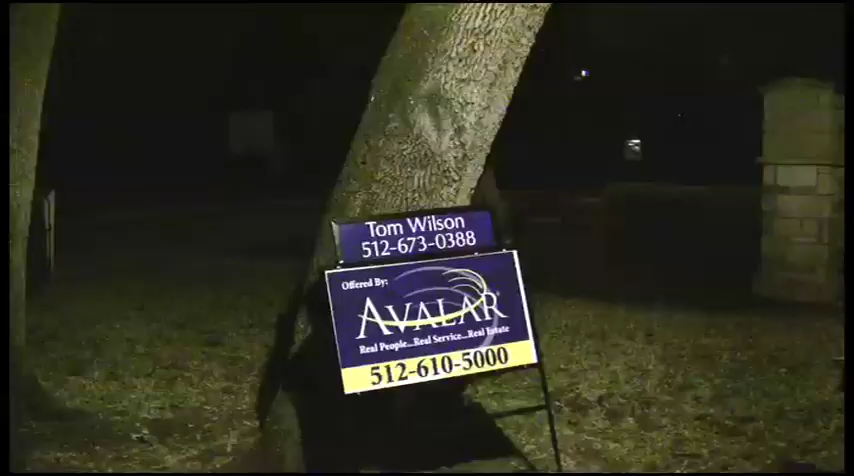 Tom Wilson
512-673-0388
Offered By:
AVALAR
Real People...Real Service...Real Estate
512-610-5000